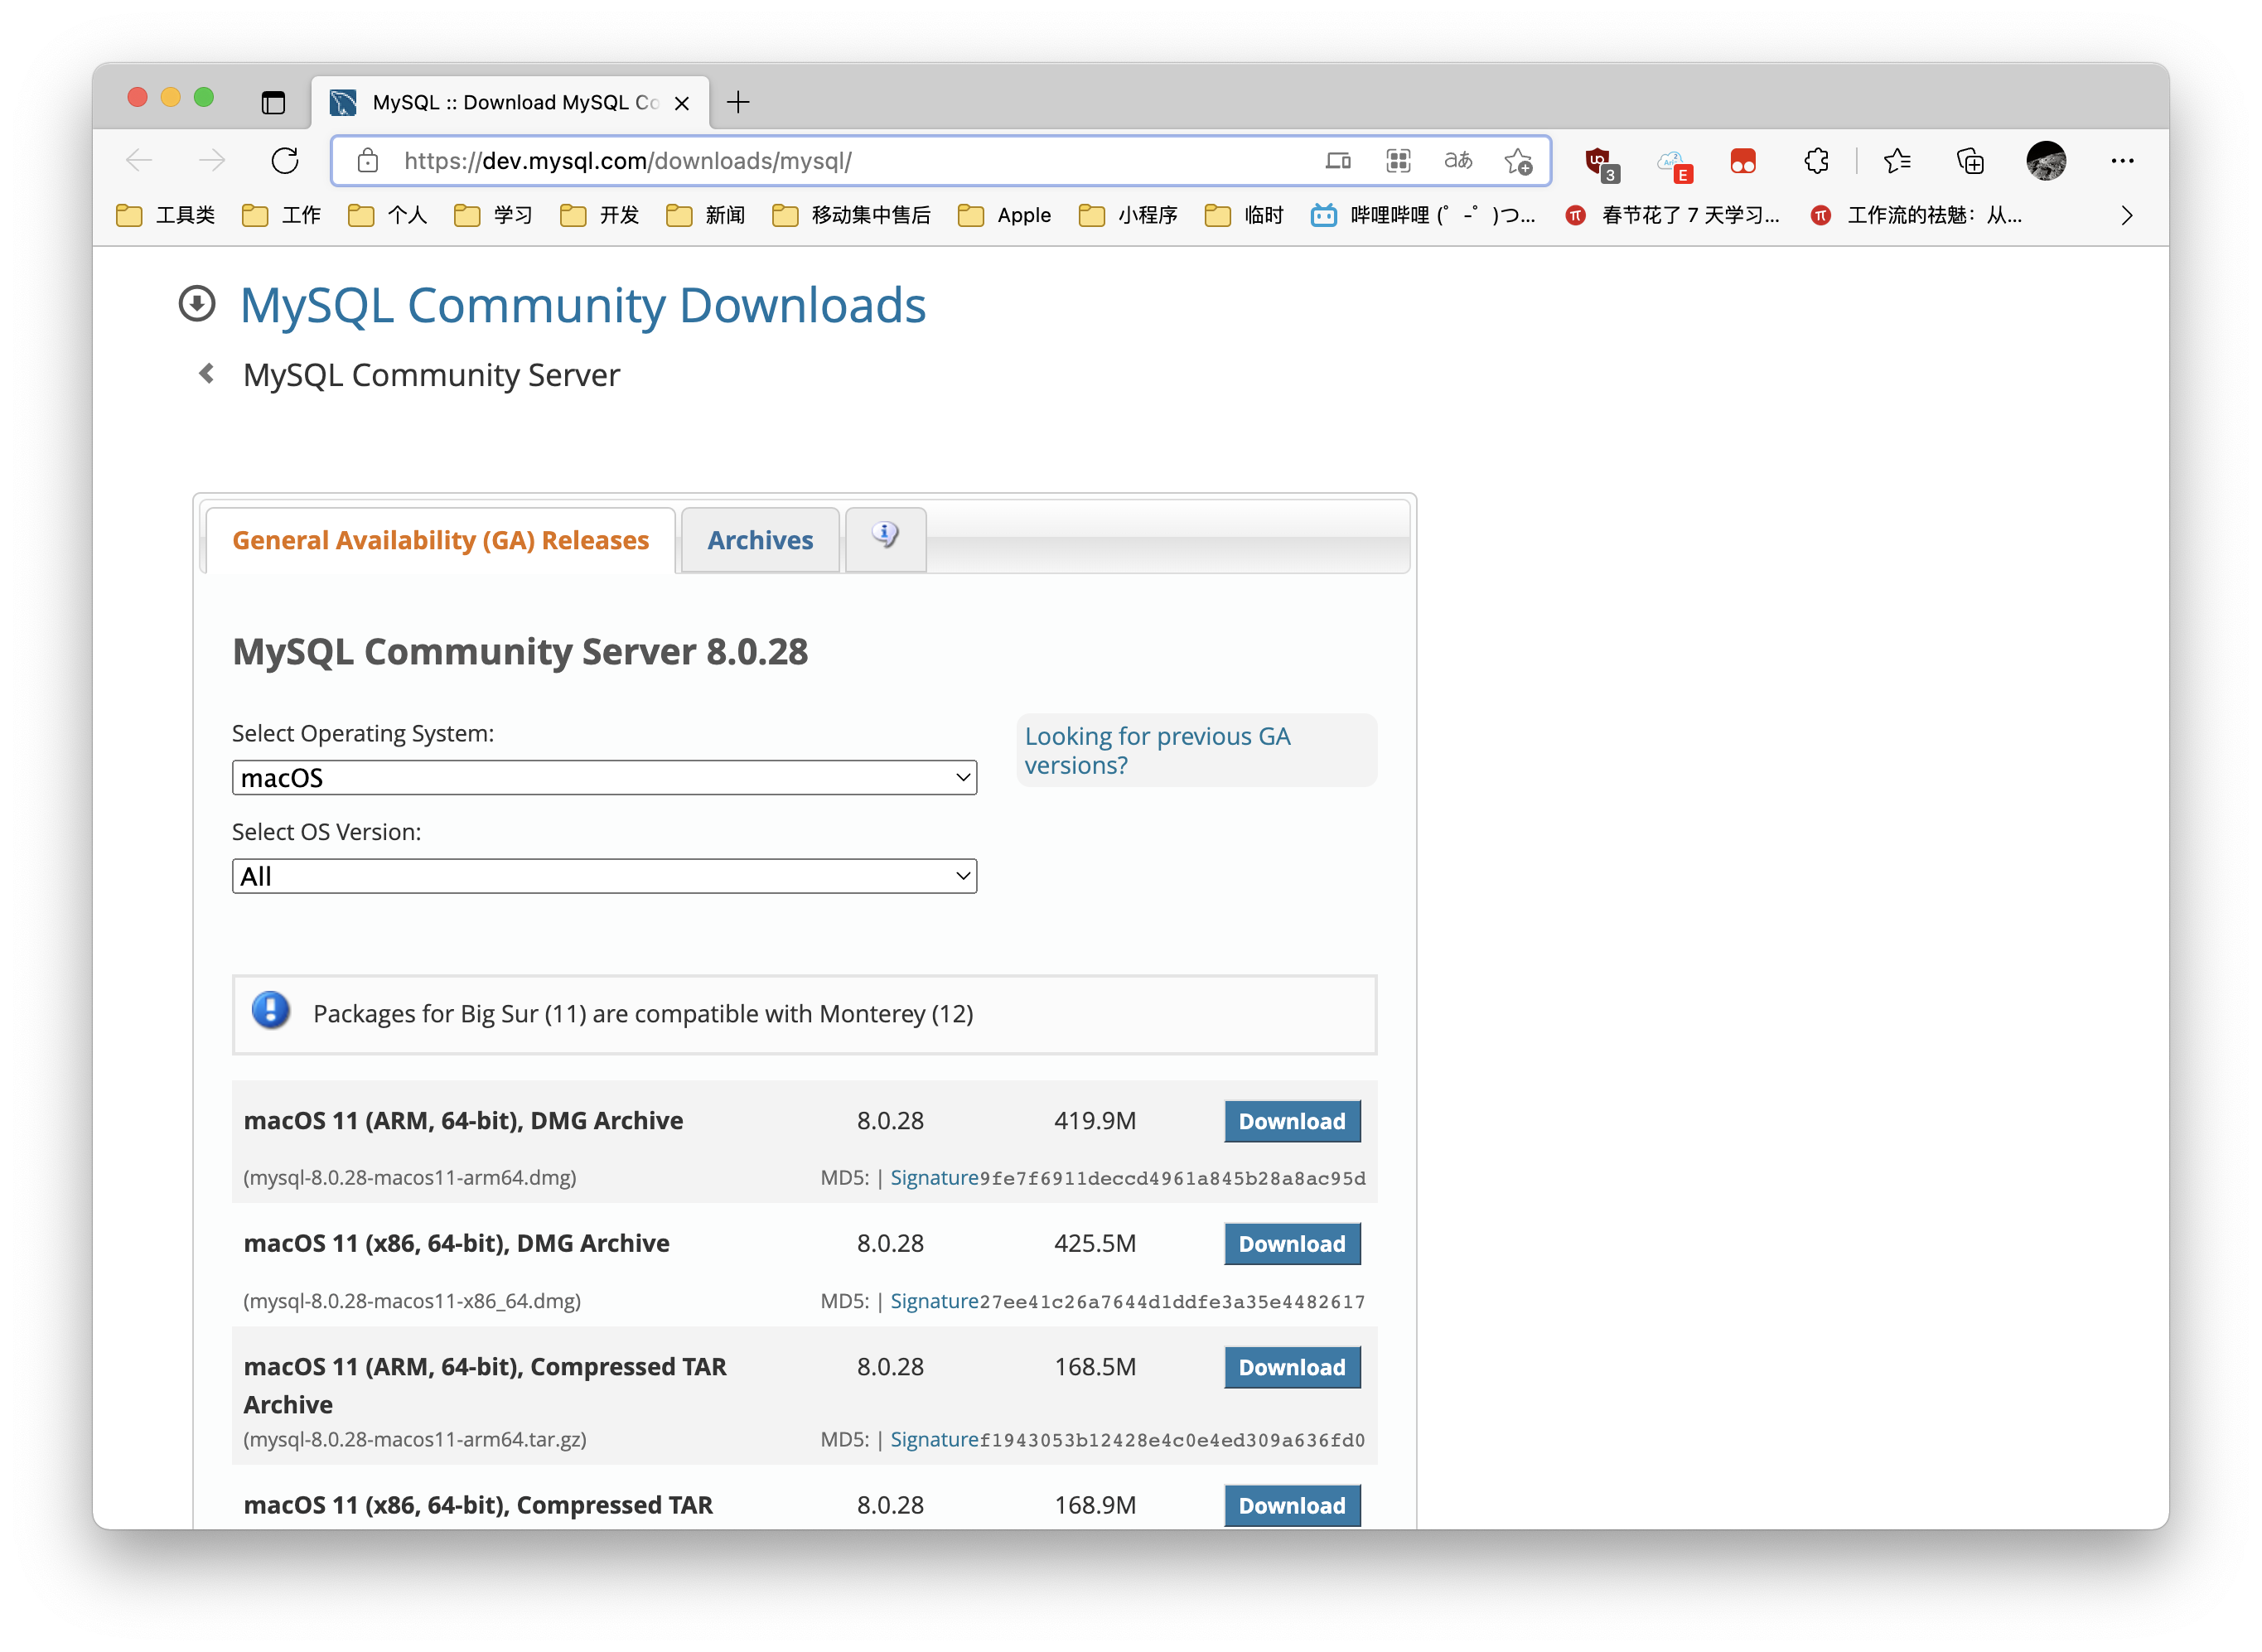 MySQL :: Download MySQL Co
https://dev.mysql.com/downloads/mysql/
aあ
3
E
工具类 工作 个人 学习 开发 新闻 移动集中售后 Apple 小程序 临时 哔哩哔哩 (゜-゜)つ... 春节花了 7 天学习... 工作流的祛魅：从...
MySQL Community Downloads
MySQL Community Server
General Availability (GA) Releases Archives
MySQL Community Server 8.0.28
Select Operating System:
macOS
Looking for previous GA
versions?
Select OS Version:
All
Packages for Big Sur (11) are compatible with Monterey (12)
macOS 11 (ARM, 64-bit), DMG Archive 8.0.28 419.9M Download
(mysql-8.0.28-macos11-arm64.dmg) MD5: | Signature9fe7f6911deccd4961a845b28a8ac95d
macOS 11 (x86, 64-bit), DMG Archive 8.0.28 425.5M Download
(mysql-8.0.28-macos11-x86_64.dmg) MD5: | Signature27ee41c26a7644d1ddfe3a35e4482617
macOS 11 (ARM, 64-bit), Compressed TAR 8.0.28 168.5M Download
Archive
(mysql-8.0.28-macos11-arm64.tar.gz) MD5: | Signaturef1943053b12428e4c0e4ed309a636fd0
macOS 11 (x86, 64-bit), Compressed TAR 8.0.28 168.9M Download